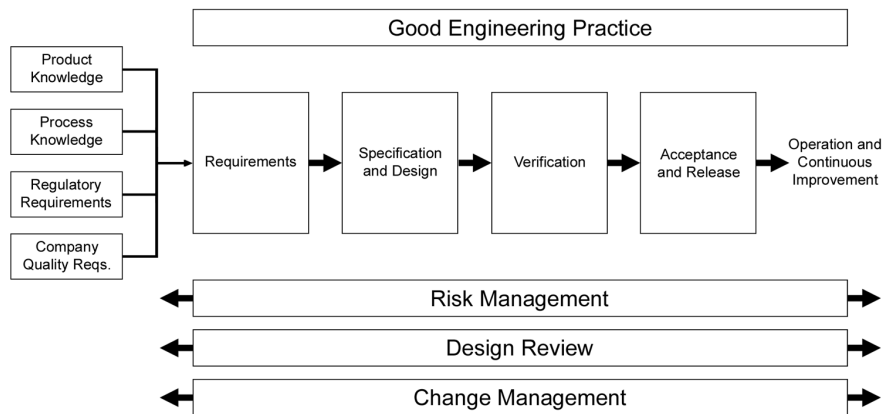 Good Engineering Practice
Product
Knowledge
Process
Knowledge
Regulatory
Requirements
Company
Quality Reqs.
Requirements
Specification
and Design
Verification
Acceptance
and Release
Operation and
Continuous
Improvement
Risk Management
Design Review
Change Management